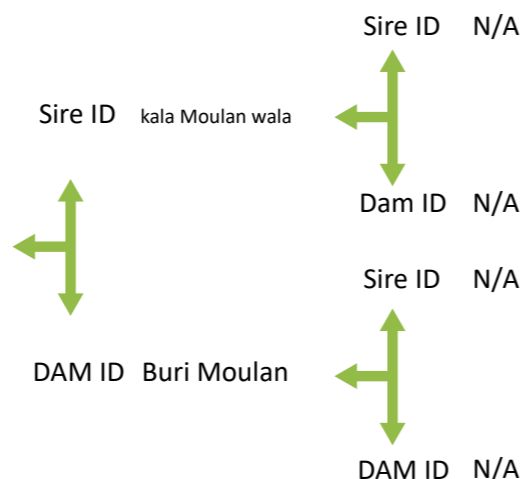 Sire ID N/A
Sire ID kala Moulan wala
Dam ID N/A
Sire ID N/A
DAM ID Buri Moulan
DAM ID N/A